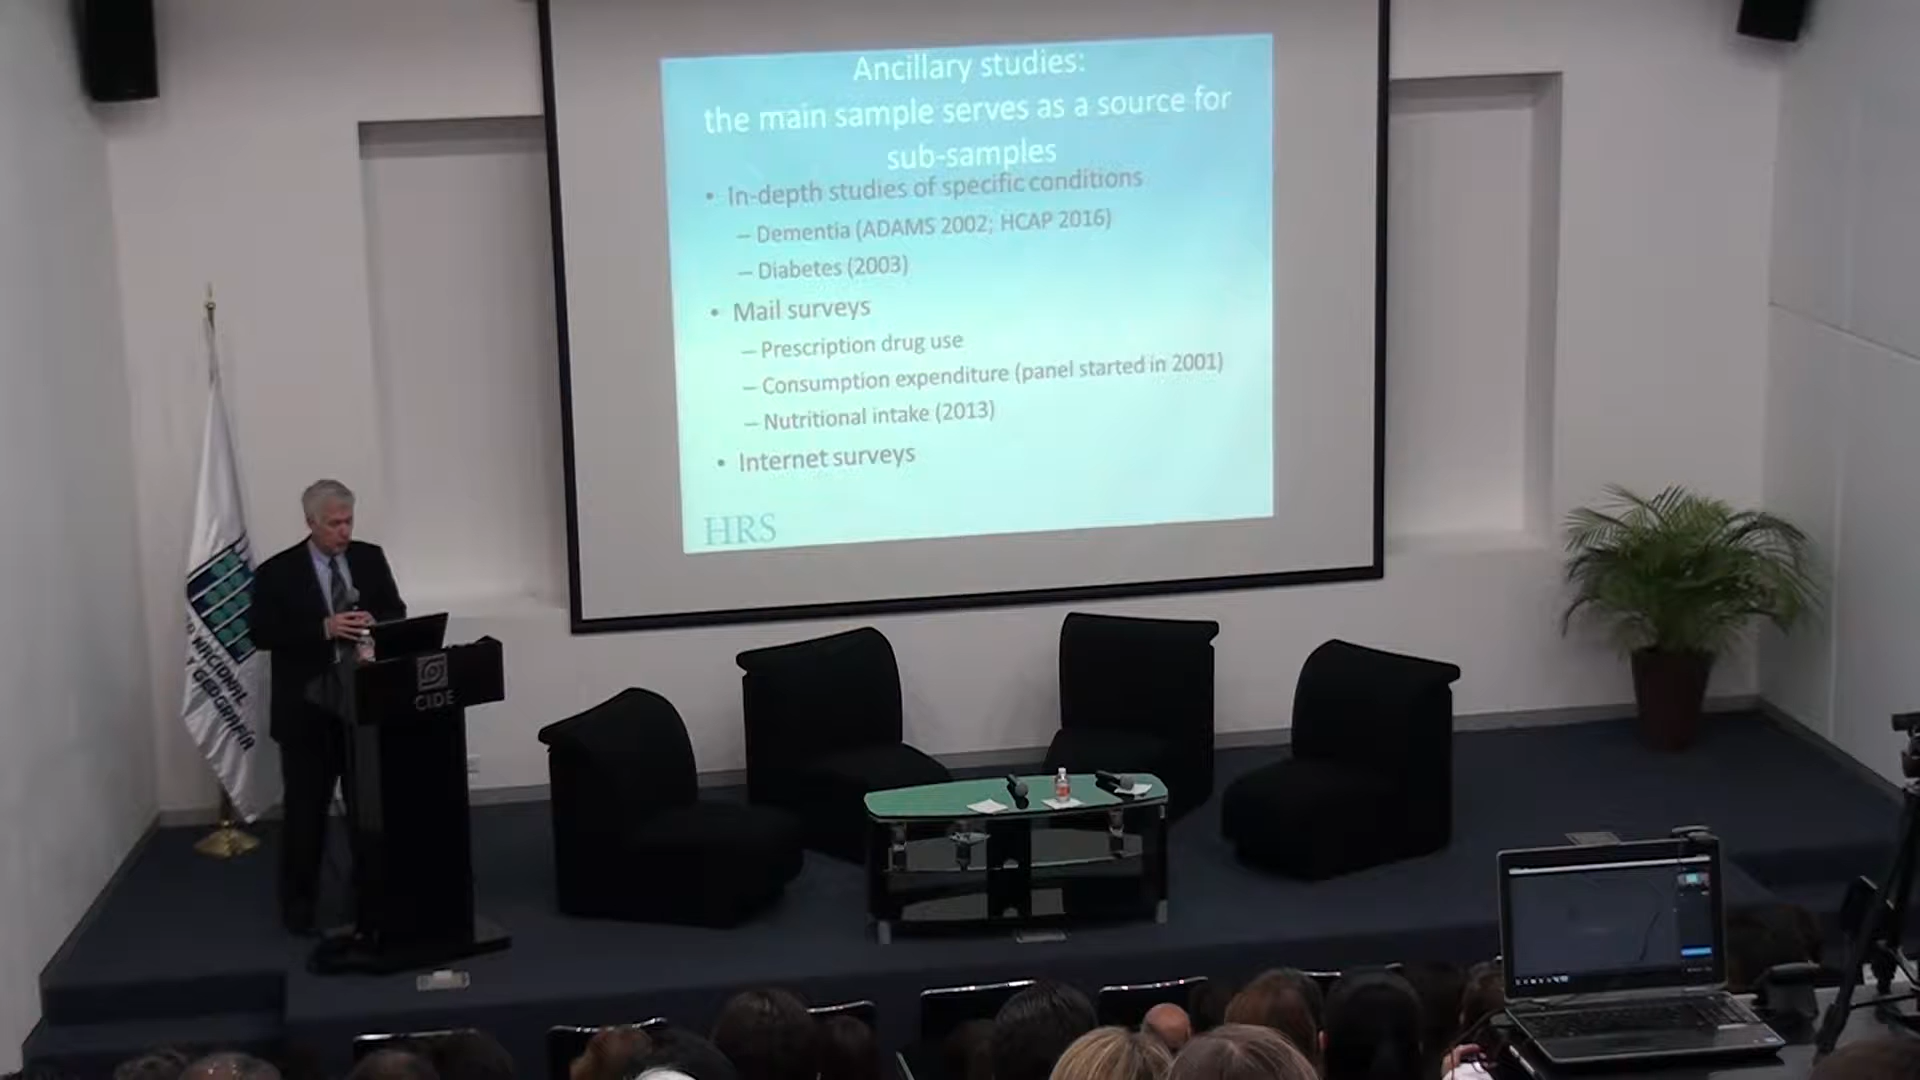 Ancillary studies:
the main sample serves as a source for
sub-samples
• In-depth studies of specific conditions
– Dementia (ADAMS 2002; HCAP 2016)
– Diabetes (2003)
• Mail surveys
– Prescription drug use
– Consumption expenditure (panel started in 2001)
– Nutritional intake (2013)
• Internet surveys
HRS
NACIONAL
Y GEOGRAFÍA
CIDE